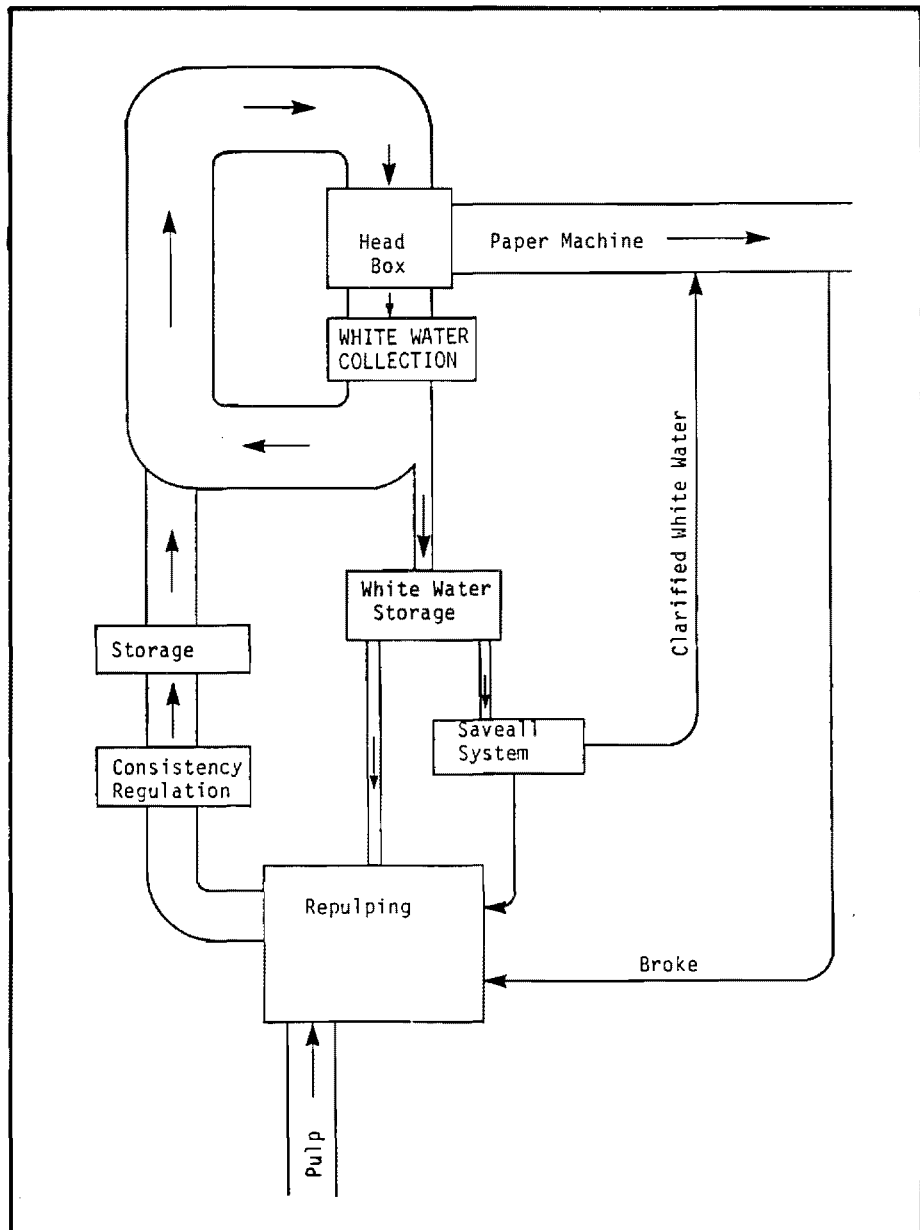 Head
Box
Paper Machine
WHITE WATER
COLLECTION
Clarified White Water
White Water
Storage
Storage
Saveall
System
Consistency
Regulation
Repulping
Broke
Pulp